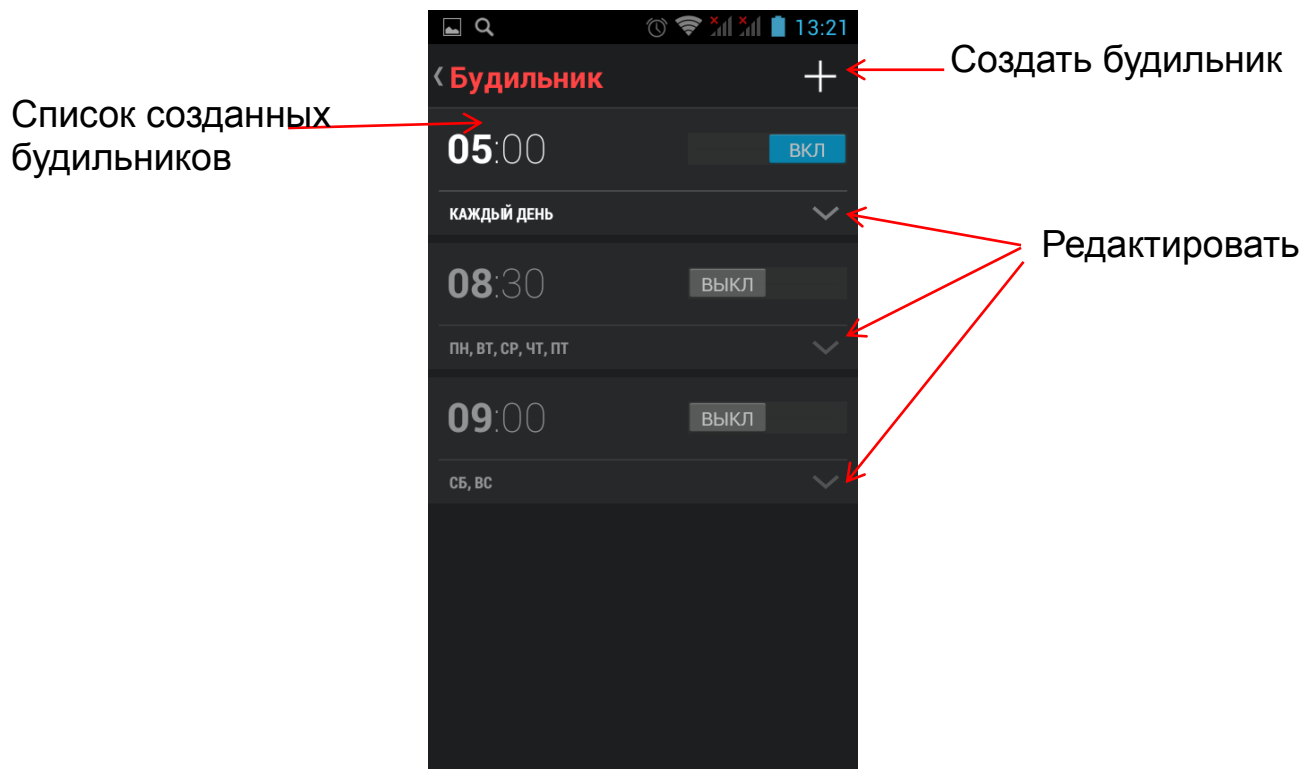 13:21
Создать будильник
Будильник
Список созданных
будильников
05:00
ВКЛ
КАЖДЫЙ ДЕНЬ
Редактировать
08:30
ВЫКЛ
ПН, ВТ, СР, ЧТ, ПТ
09:00
ВЫКЛ
СБ, ВС